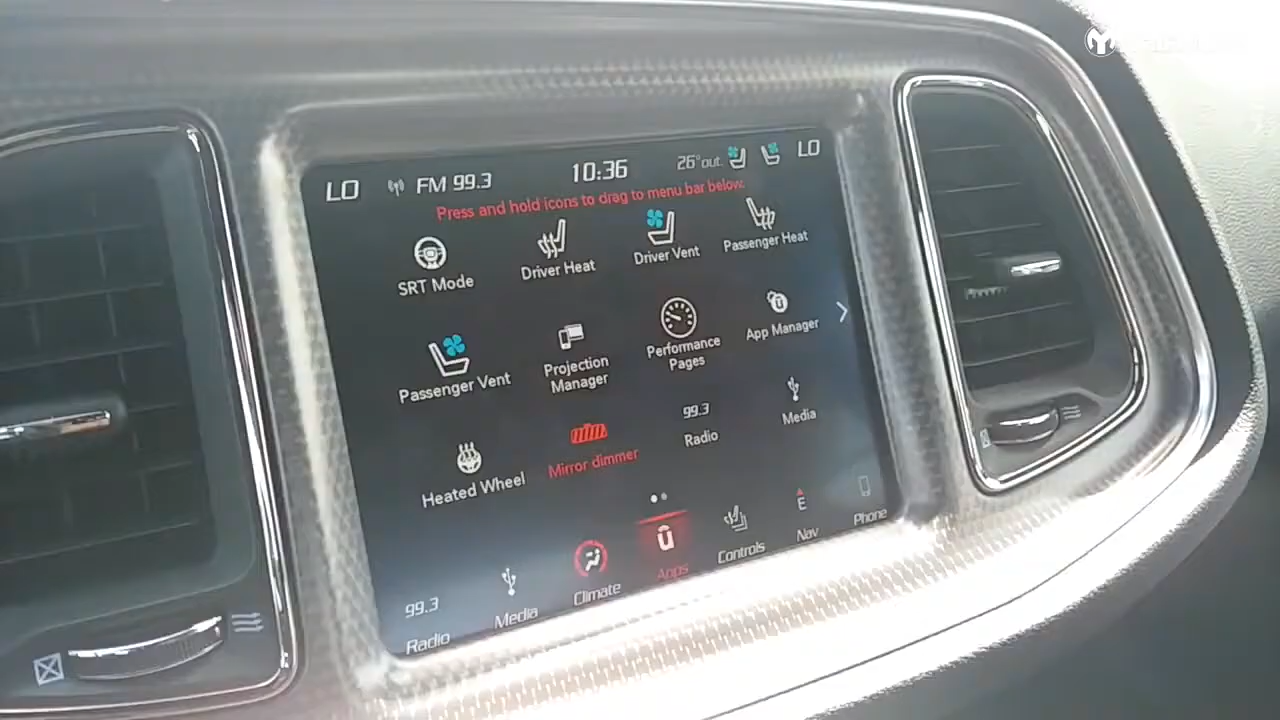 LO FM 99.3 10:36 26° out. LO
Press and hold icons to drag to menu bar below.
SRT Mode
Driver Heat
Driver Vent
Passenger Heat
Passenger Vent
Projection
Manager
Performance
Pages
App Manager
Heated Wheel
Mirror dimmer
99.3
Radio
Media
99.3
Radio
Media
Climate
Apps
Controls
E
Nav
Phone